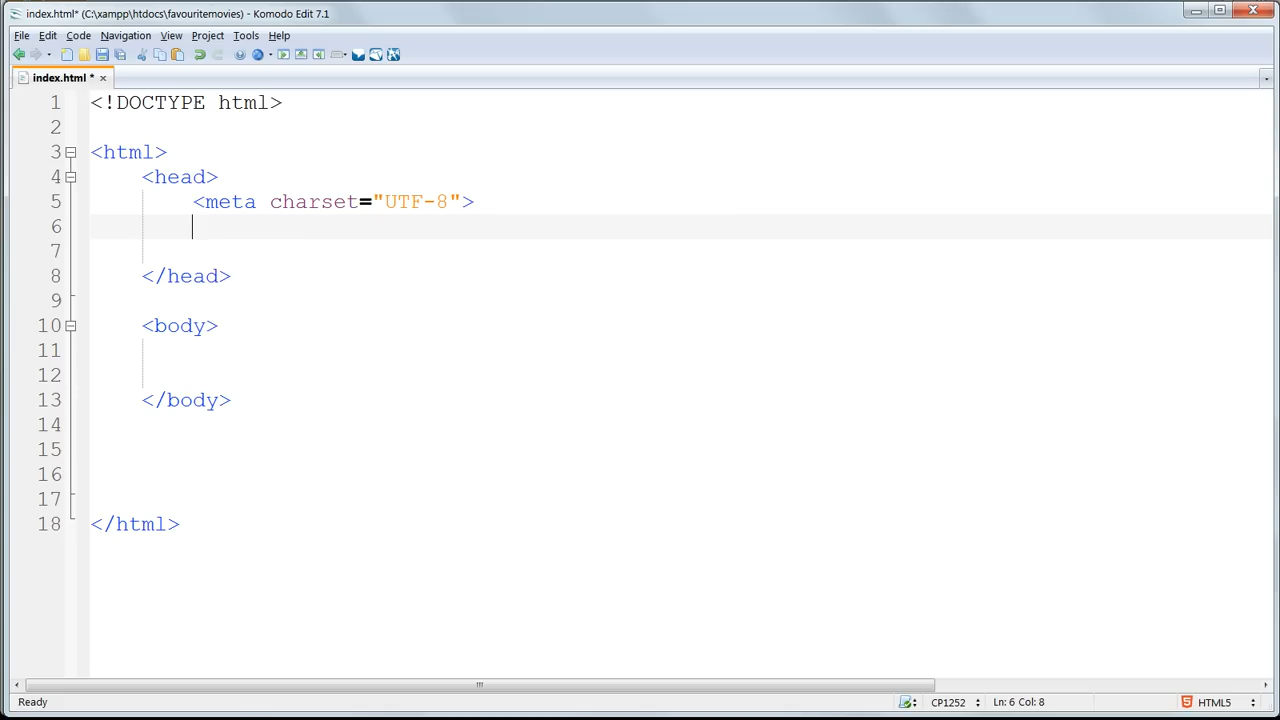 index.html* (C:\xampp\htdocs\favouritemovies) - Komodo Edit 7.1
File Edit Code Navigation View Project Tools Help
index.html *
1 <!DOCTYPE html>
2
3 <html>
4 <head>
5 <meta charset="UTF-8">
6
7
8 </head>
9
10 <body>
11
12
13 </body>
14
15
16
17
18 </html>
Ready CP1252 Ln: 6 Col: 8 HTML5